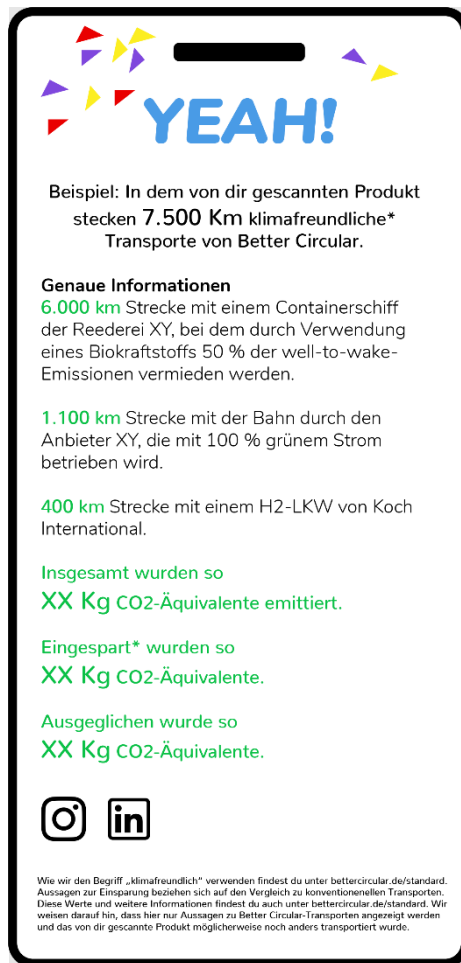 YEAH!
Beispiel: In dem von dir gescannten Produkt
stecken 7.500 Km klimafreundliche*
Transporte von Better Circular.
Genaue Informationen
6.000 km Strecke mit einem Containerschiff
der Reederei XY, bei dem durch Verwendung
eines Biokraftstoffs 50 % der well-to-wake-
Emissionen vermieden werden.
1.100 km Strecke mit der Bahn durch den
Anbieter XY, die mit 100 % grünem Strom
betrieben wird.
400 km Strecke mit einem H2-LKW von Koch
International.
Insgesamt wurden so
XX Kg CO2-Äquivalente emittiert.
Eingespart* wurden so
XX Kg CO2-Äquivalente.
Ausgeglichen wurde so
XX Kg CO2-Äquivalente.
in
Wie wir den Begriff „klimafreundlich" verwenden findest du unter bettercircular.de/standard.
Aussagen zur Einsparung beziehen sich auf den Vergleich zu konventionenellen Transporten.
Diese Werte und weitere Informationen findest du auch unter bettercircular.de/standard. Wir
weisen darauf hin, dass hier nur Aussagen zu Better Circular-Transporten angezeigt werden
und das von dir gescannte Produkt möglicherweise noch anders transportiert wurde.